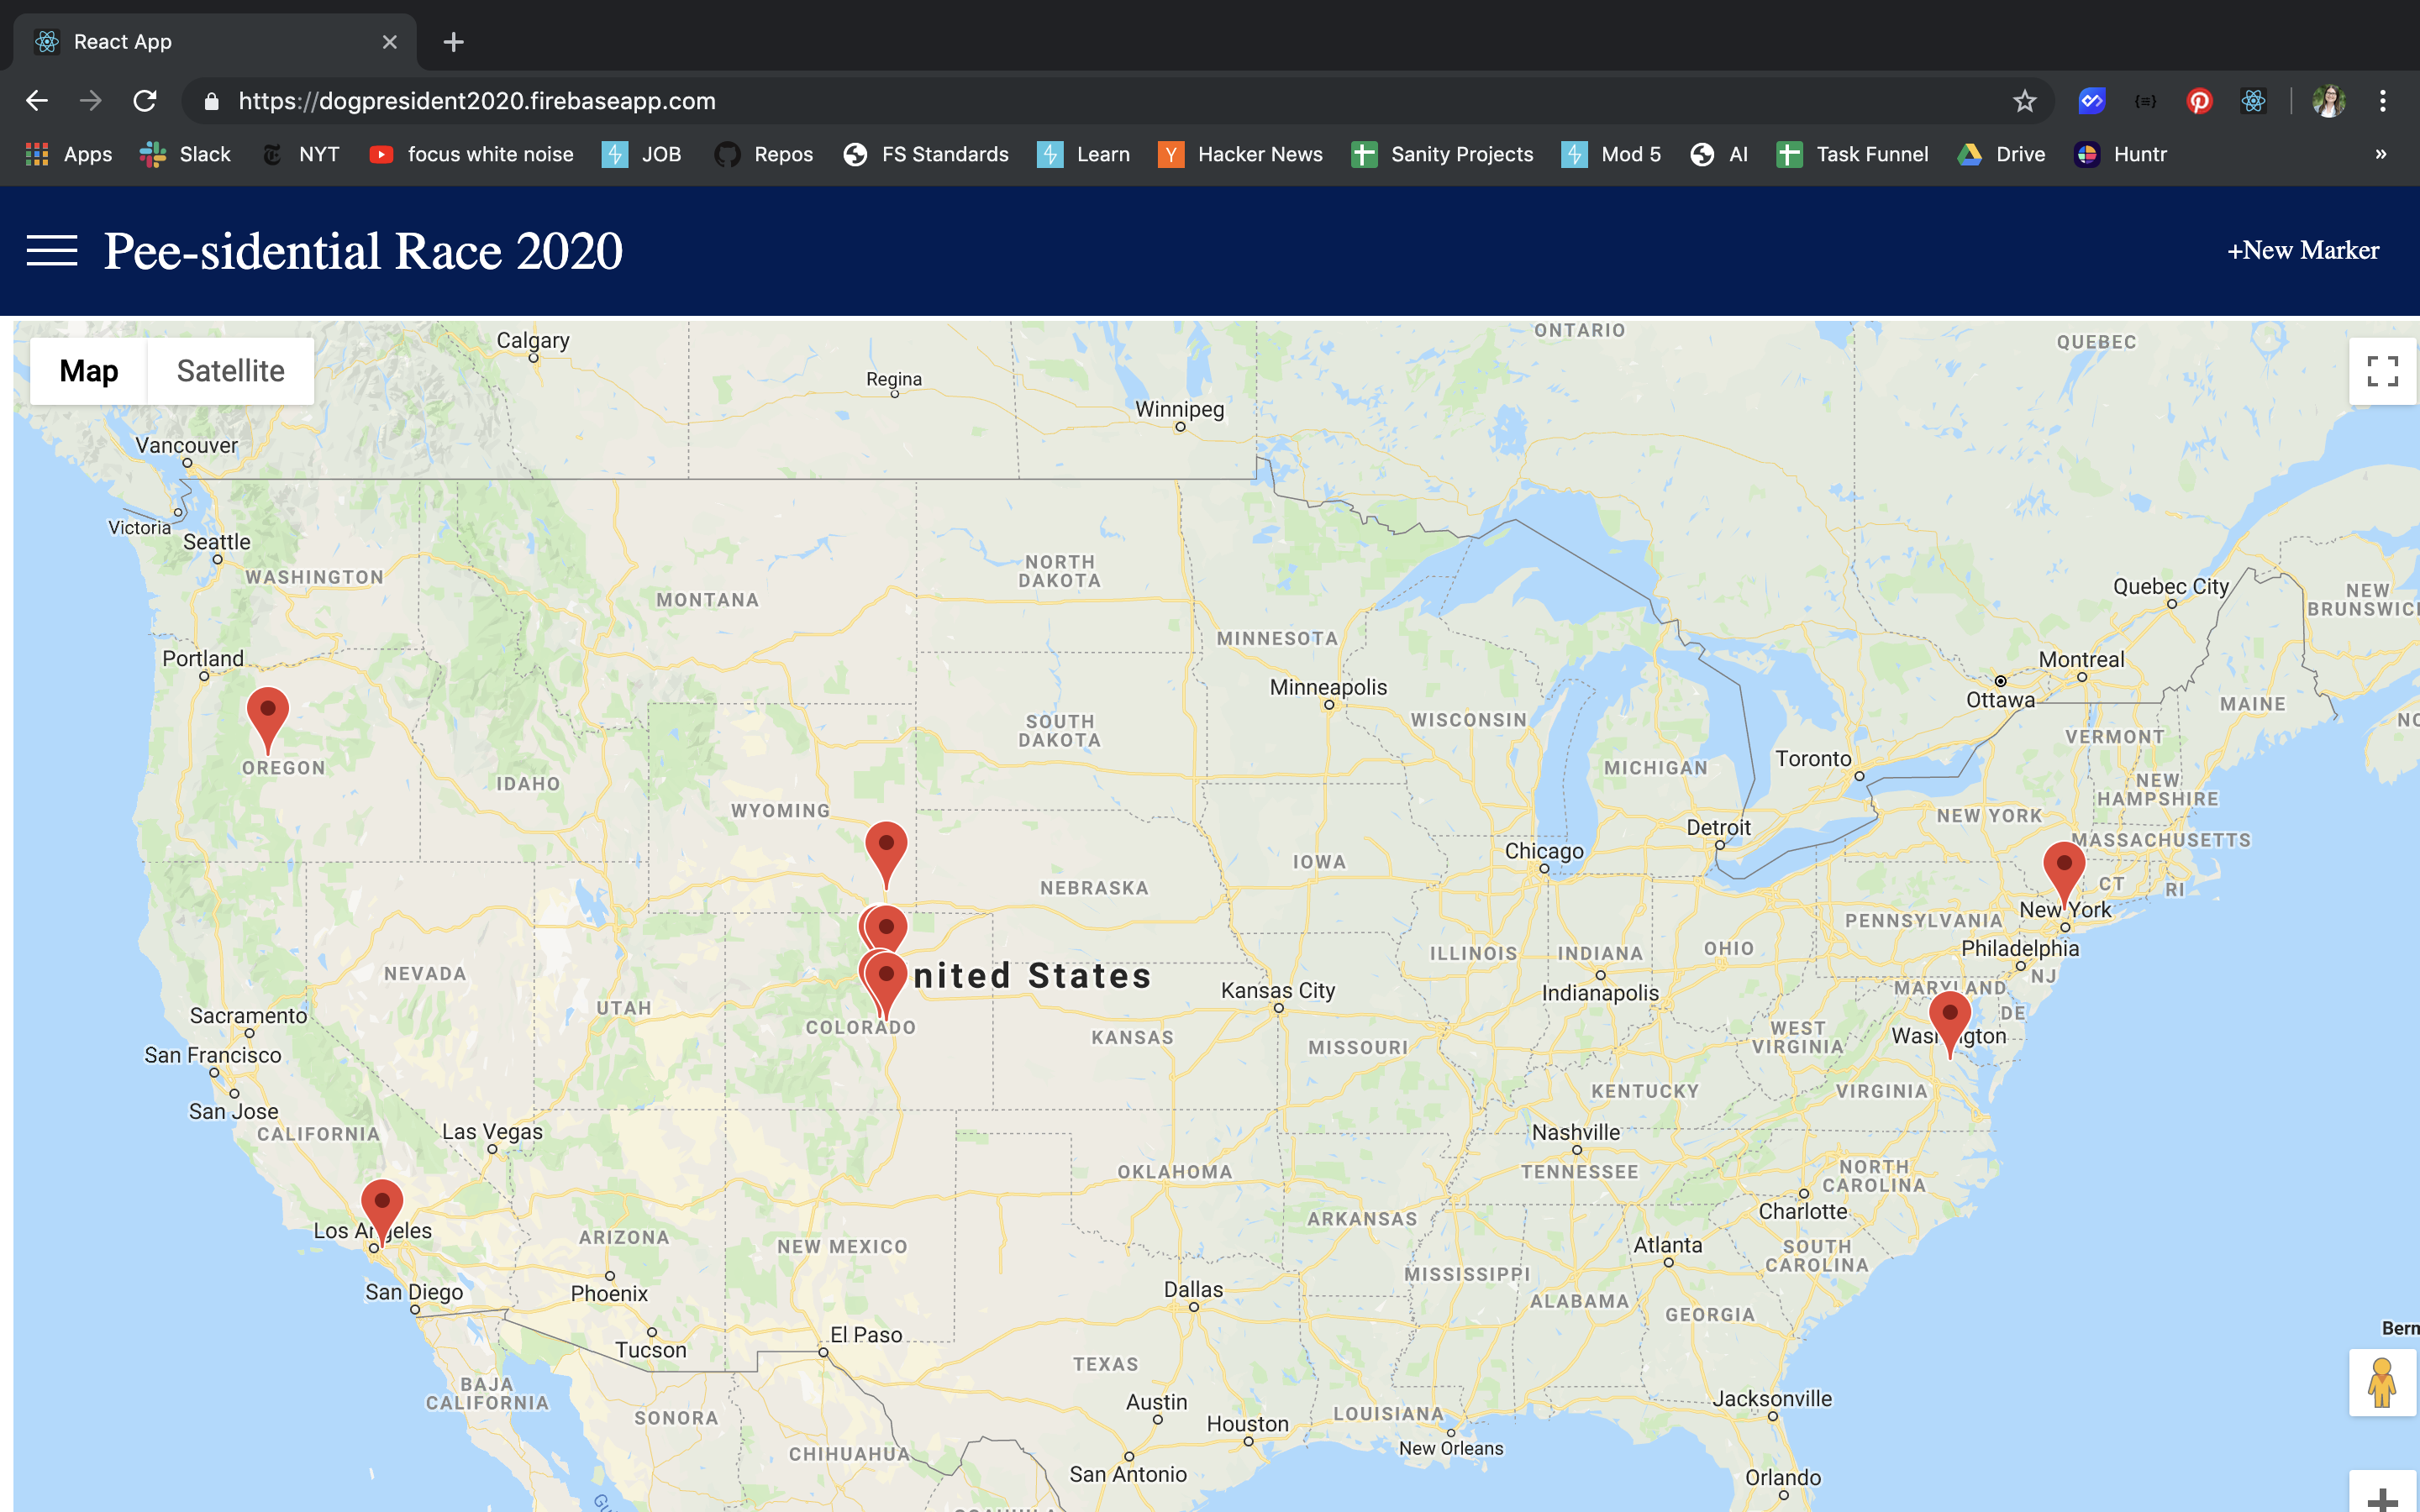 React App
https://dogpresident2020.firebaseapp.com
Apps Slack NYT focus white noise JOB Repos FS Standards Learn Hacker News Sanity Projects Mod 5 AI Task Funnel Drive Huntr »
Pee-sidential Race 2020
+New Marker
Map Satellite
Calgary
ONTARIO
QUEBEC
Regina
Winnipeg
Vancouver
Victoria
Seattle
WASHINGTON
NORTH
DAKOTA
MONTANA
Quebec City
NEW
MINNESOTA
Portland
Montreal
Minneapolis
Ottawa
MAINE
WISCONSIN
SOUTH
DAKOTA
VERMONT
Toronto
OREGON
MICHIGAN
IDAHO
NEW
HAMPSHIRE
WYOMING
NEW YORK
Detroit
MASSACHUSETTS
Chicago
IOWA
NEBRASKA
CT
RI
New York
PENNSYLVANIA
Philadelphia
ILLINOIS
INDIANA
OHIO
NEVADA
nited States
NJ
Kansas City
Indianapolis
MARYLAND
UTAH
DE
Sacramento
COLORADO
KANSAS
MISSOURI
WEST
VIRGINIA
Washington
San Francisco
KENTUCKY
VIRGINIA
San Jose
CALIFORNIA
Las Vegas
Nashville
TENNESSEE
OKLAHOMA
NORTH
CAROLINA
Charlotte
ARKANSAS
Los Angeles
ARIZONA
NEW MEXICO
Atlanta
SOUTH
CAROLINA
MISSISSIPPI
San Diego
Phoenix
Dallas
ALABAMA
GEORGIA
Bern
El Paso
Tucson
TEXAS
BAJA
CALIFORNIA
Austin
Jacksonville
SONORA
Houston
LOUISIANA
New Orleans
CHIHUAHUA
San Antonio
Orlando